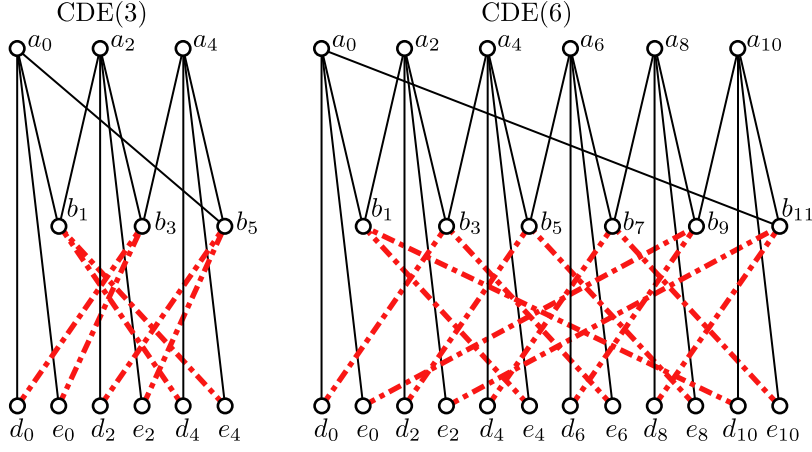 CDE(3) CDE(6)
a₀ a₂ a₄ a₀ a₂ a₄ a₆ a₈ a₁₀
b₁ b₃ b₅ b₁ b₃ b₅ b₇ b₉ b₁₁
d₀ e₀ d₂ e₂ d₄ e₄ d₀ e₀ d₂ e₂ d₄ e₄ d₆ e₆ d₈ e₈ d₁₀ e₁₀